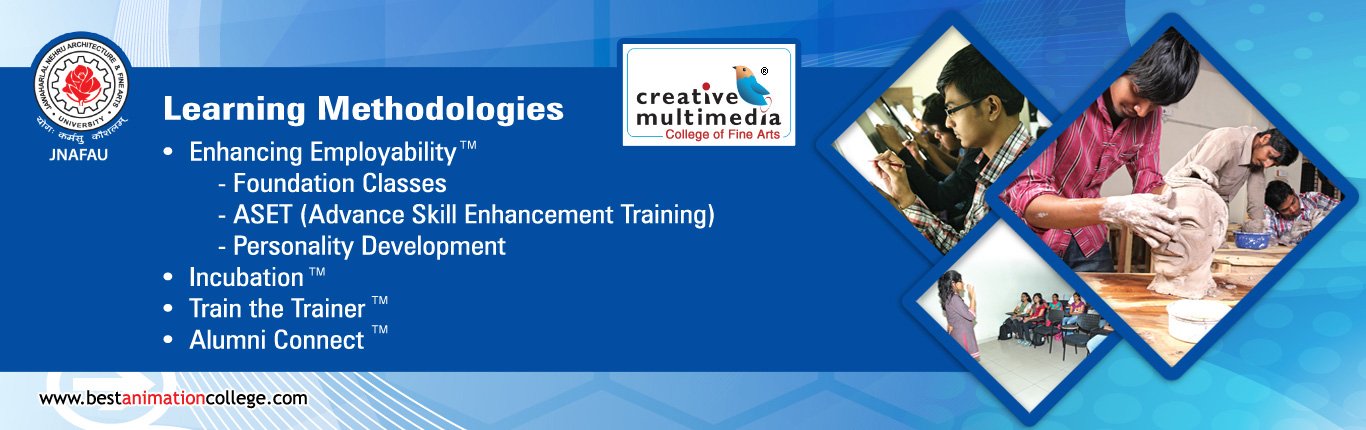 JAWAHARLAL NEHRU ARCHITECTURE & FINE ARTS
UNIVERSITY
योगः कर्मसु कौशलम्
JNAFAU
Learning Methodologies
• Enhancing Employability™
- Foundation Classes
- ASET (Advance Skill Enhancement Training)
- Personality Development
• Incubation™
• Train the Trainer™
• Alumni Connect™
creative ®
multimedia
College of Fine Arts
www.bestanimationcollege.com